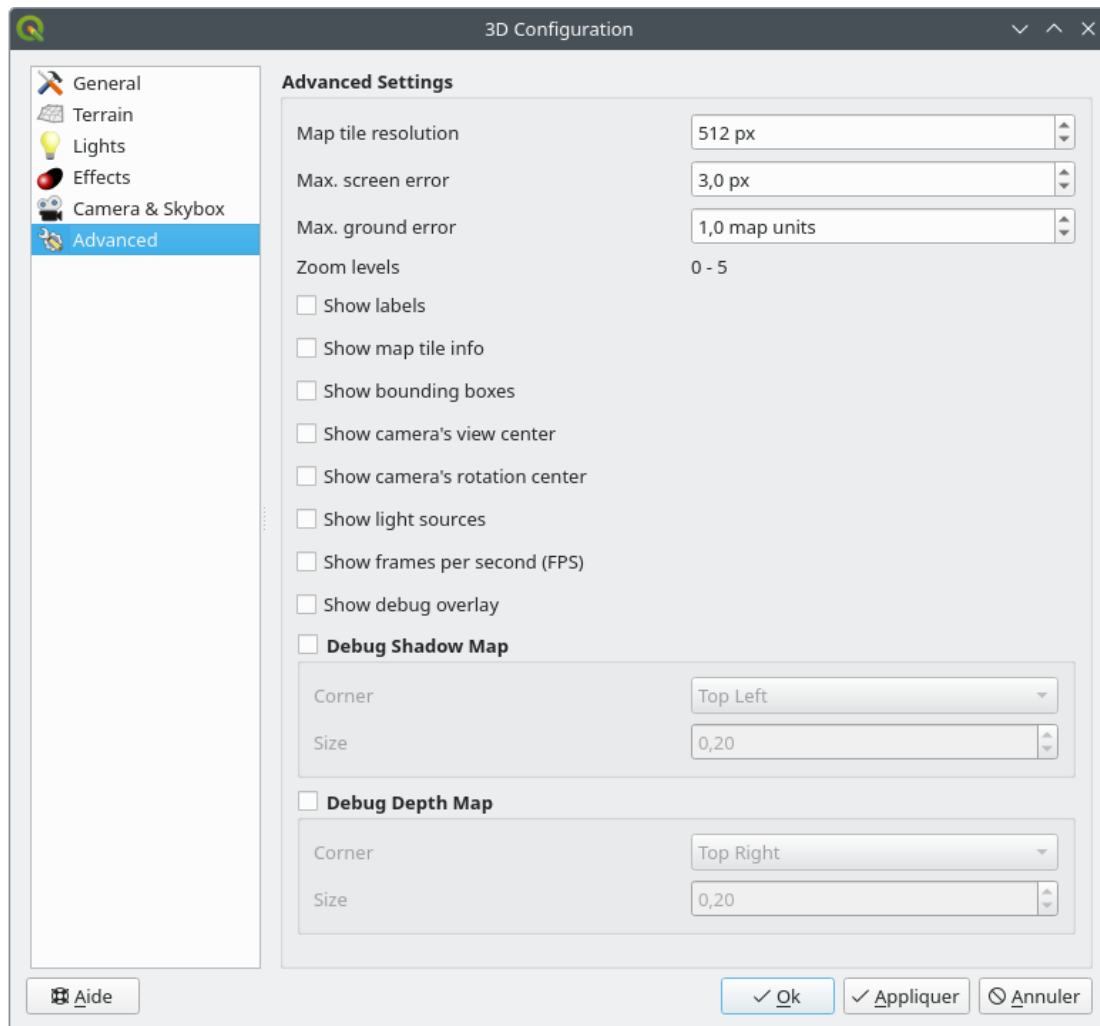 3D Configuration
General
Terrain
Lights
Effects
Camera & Skybox
Advanced
Advanced Settings
Map tile resolution 512 px
Max. screen error 3,0 px
Max. ground error 1,0 map units
Zoom levels 0 - 5
Show labels
Show map tile info
Show bounding boxes
Show camera's view center
Show camera's rotation center
Show light sources
Show frames per second (FPS)
Show debug overlay
Debug Shadow Map
Corner Top Left
Size 0,20
Debug Depth Map
Corner Top Right
Size 0,20
Aide Ok Appliquer Annuler